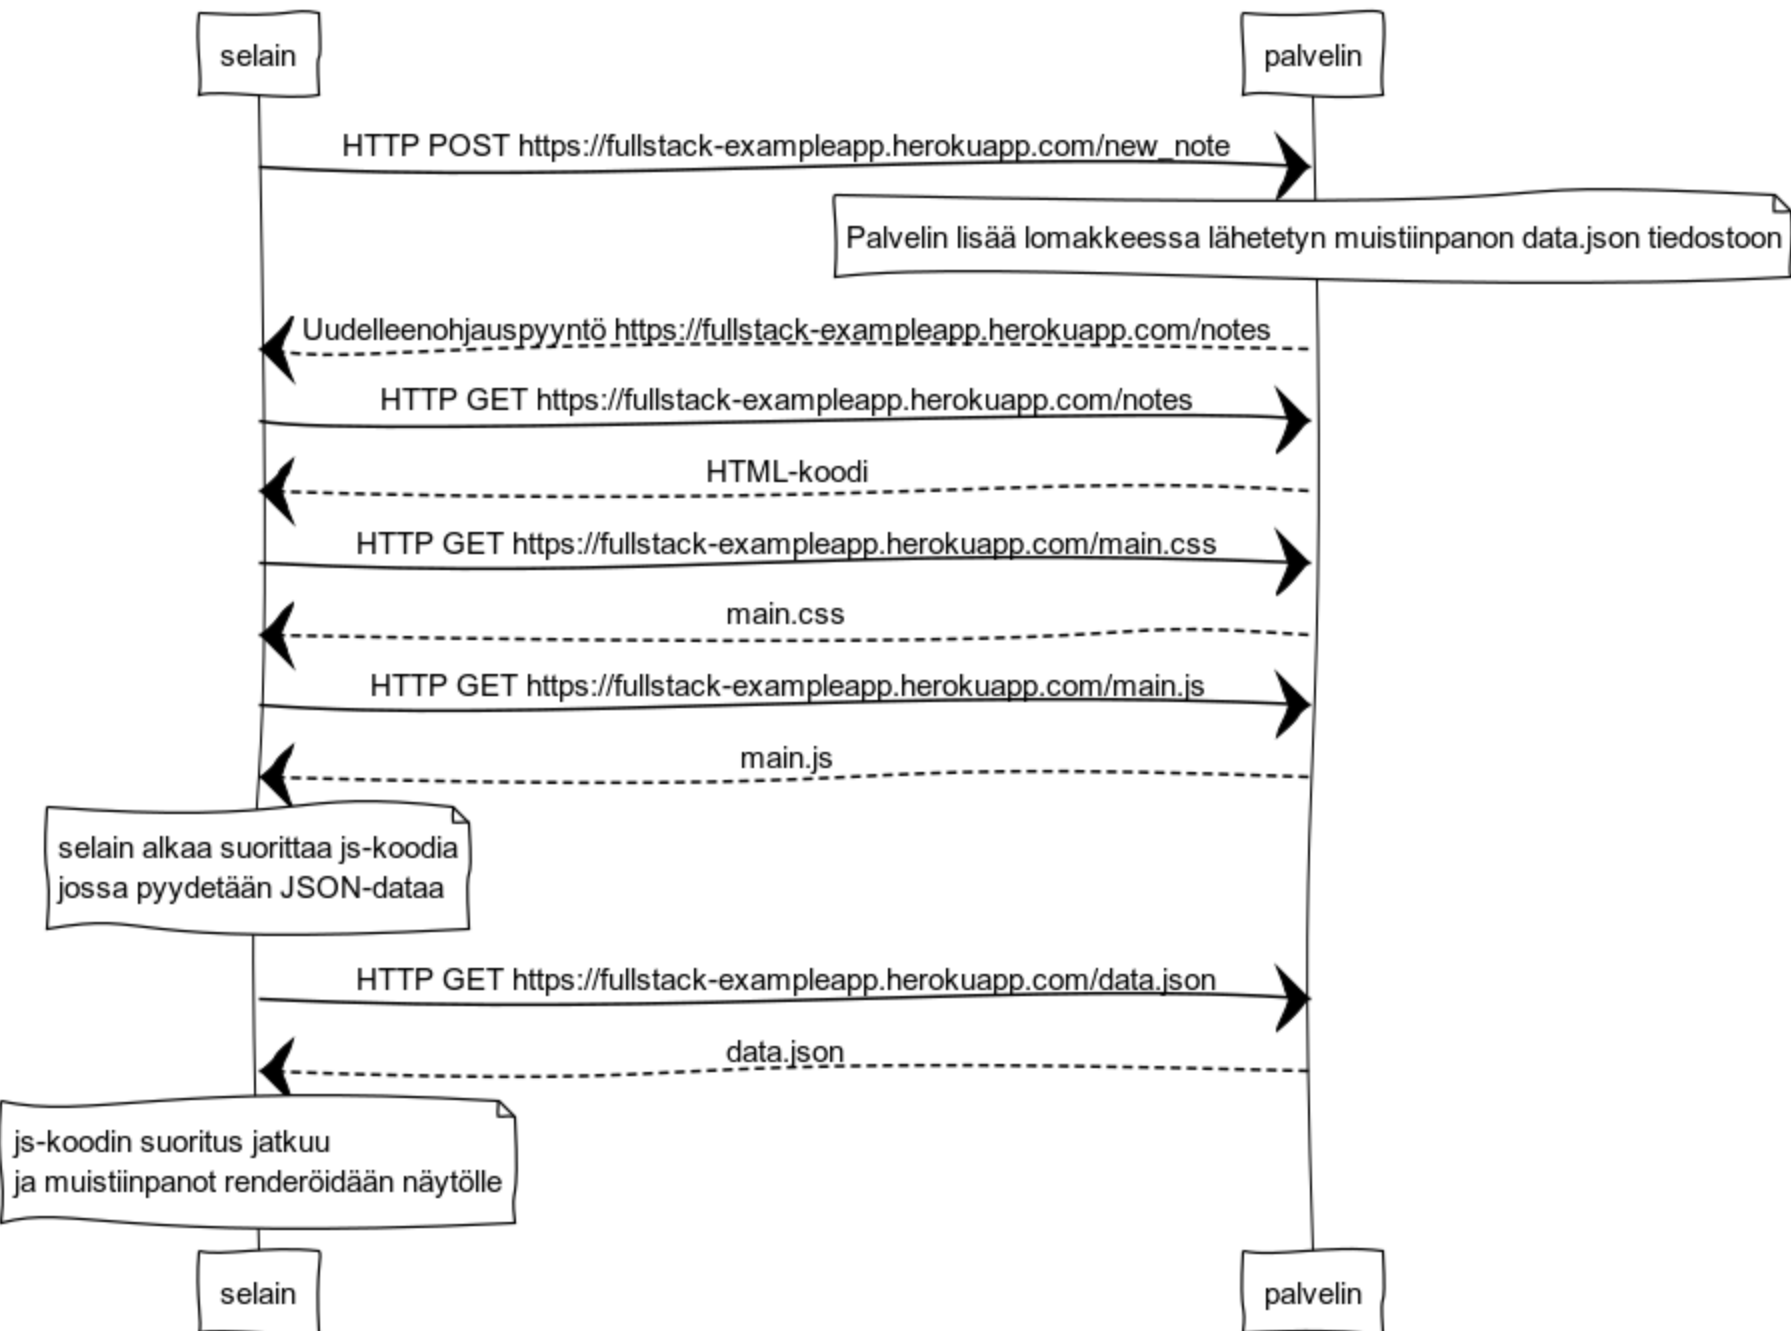 selain
palvelin
HTTP POST https://fullstack-exampleapp.herokuapp.com/new_note
Palvelin lisää lomakkeessa lähetetyn muistiinpanon data.json tiedostoon
Uudelleenohjauspyyntö https://fullstack-exampleapp.herokuapp.com/notes
HTTP GET https://fullstack-exampleapp.herokuapp.com/notes
HTML-koodi
HTTP GET https://fullstack-exampleapp.herokuapp.com/main.css
main.css
HTTP GET https://fullstack-exampleapp.herokuapp.com/main.js
main.js
selain alkaa suorittaa js-koodia
jossa pyydetään JSON-dataa
HTTP GET https://fullstack-exampleapp.herokuapp.com/data.json
data.json
js-koodin suoritus jatkuu
ja muistiinpanot renderöidään näytölle
selain
palvelin